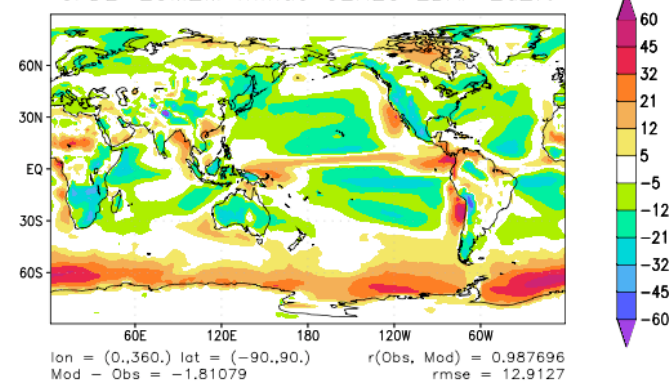 60N
30N
EQ
30S
60S
60E
120E
180
120W
60W
60
45
32
21
12
5
−5
−12
−21
−32
−45
−60
lon = (0.,360.) lat = (−90.,90.)
r(Obs, Mod) = 0.987696
Mod − Obs = −1.81079
rmse = 12.9127